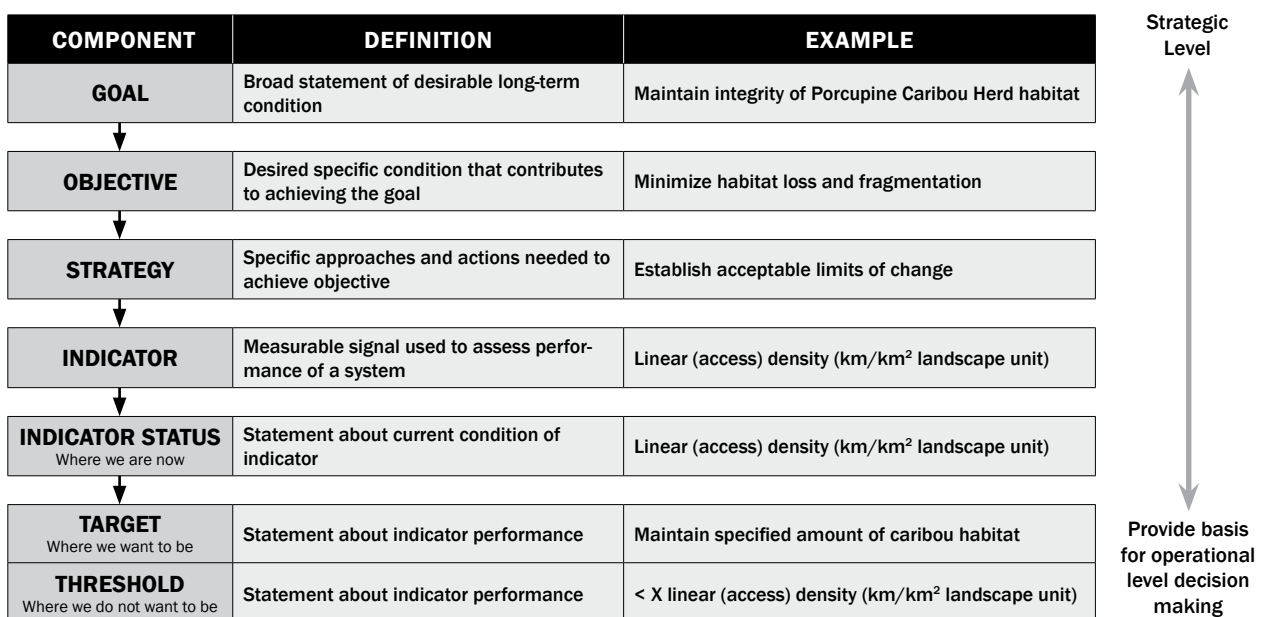 COMPONENT DEFINITION EXAMPLE
GOAL
Broad statement of desirable long-term
condition
Maintain integrity of Porcupine Caribou Herd habitat
OBJECTIVE
Desired specific condition that contributes
to achieving the goal
Minimize habitat loss and fragmentation
STRATEGY
Specific approaches and actions needed to
achieve objective
Establish acceptable limits of change
INDICATOR
Measurable signal used to assess perfor-
mance of a system
Linear (access) density (km/km² landscape unit)
INDICATOR STATUS
Where we are now
Statement about current condition of
indicator
Linear (access) density (km/km² landscape unit)
TARGET
Where we want to be
Statement about indicator performance
Maintain specified amount of caribou habitat
THRESHOLD
Where we do not want to be
Statement about indicator performance
< X linear (access) density (km/km² landscape unit)
Strategic
Level
Provide basis
for operational
level decision
making